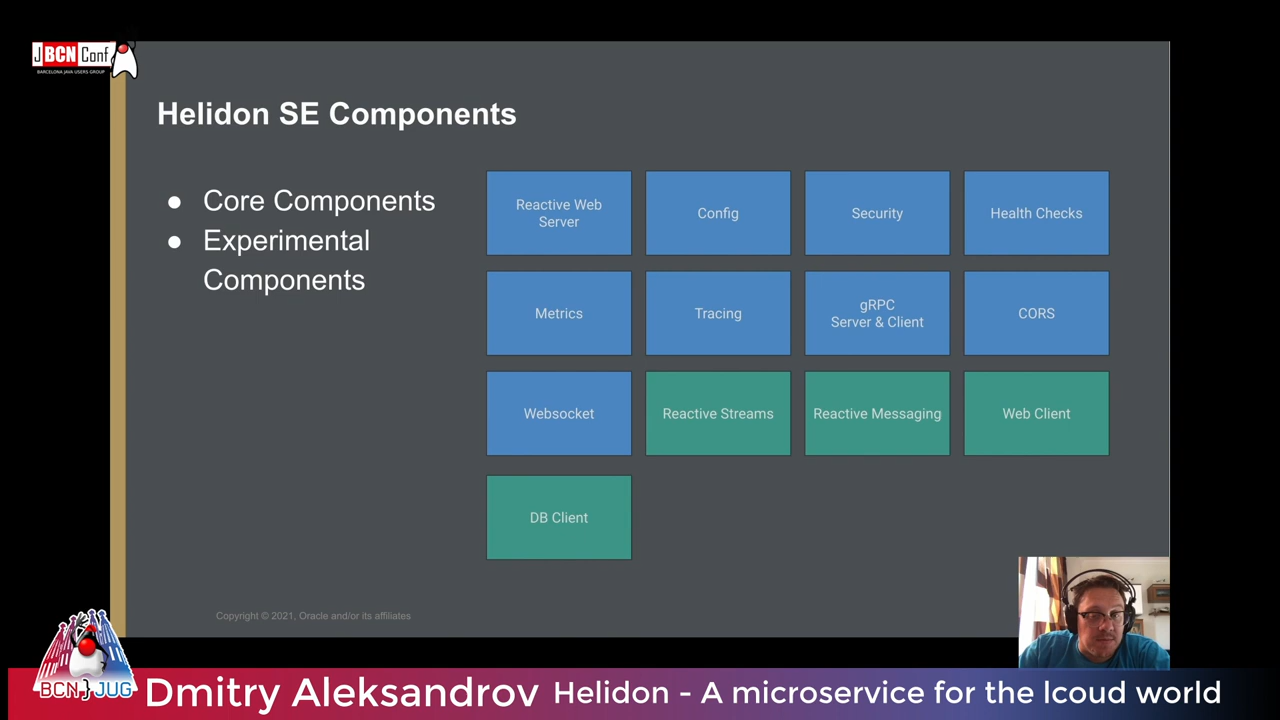 JBCNConf
BARCELONA JAVA USERS GROUP
Helidon SE Components
● Core Components
● Experimental
Components
Reactive Web
Server
Config
Security
Health Checks
Metrics
Tracing
gRPC
Server & Client
CORS
Websocket
Reactive Streams
Reactive Messaging
Web Client
DB Client
Copyright © 2021, Oracle and/or its affiliates
BCN JUG
Dmitry Aleksandrov
Helidon - A microservice for the lcoud world